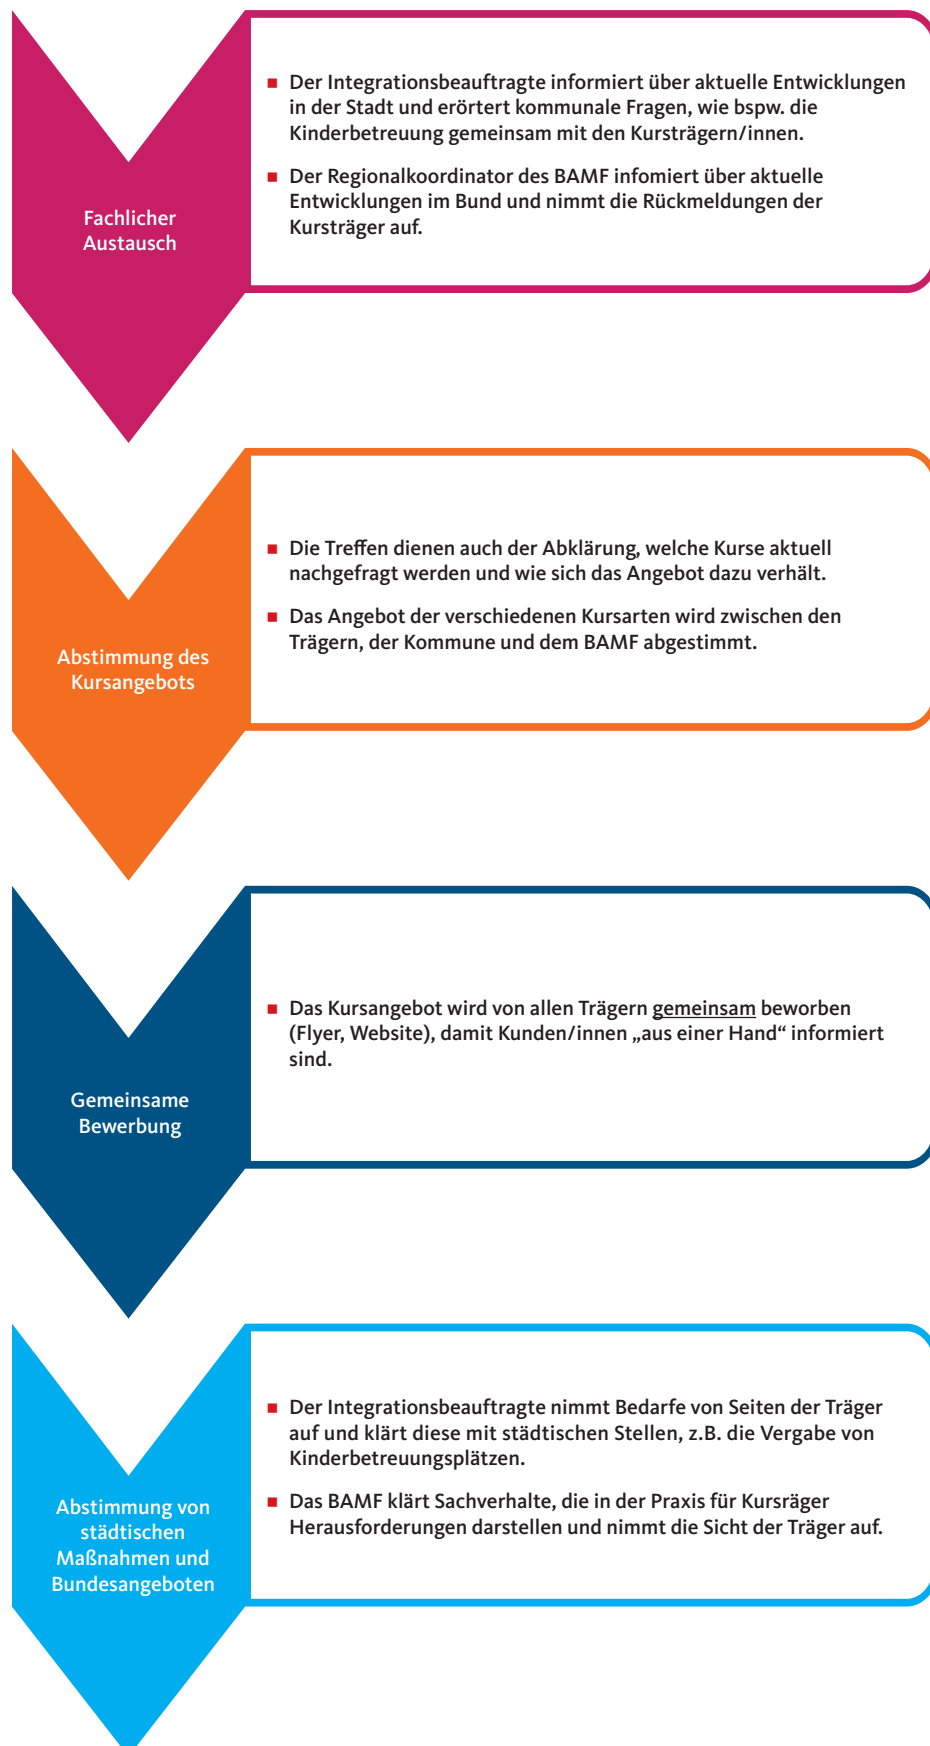 Fachlicher
Austausch
■ Der Integrationsbeauftragte informiert über aktuelle Entwicklungen
in der Stadt und erörtert kommunale Fragen, wie bspw. die
Kinderbetreuung gemeinsam mit den Kursträgern/innen.
■ Der Regionalkoordinator des BAMF infomiert über aktuelle
Entwicklungen im Bund und nimmt die Rückmeldungen der
Kursträger auf.
Abstimmung des
Kursangebots
■ Die Treffen dienen auch der Abklärung, welche Kurse aktuell
nachgefragt werden und wie sich das Angebot dazu verhält.
■ Das Angebot der verschiedenen Kursarten wird zwischen den
Trägern, der Kommune und dem BAMF abgestimmt.
Gemeinsame
Bewerbung
■ Das Kursangebot wird von allen Trägern gemeinsam beworben
(Flyer, Website), damit Kunden/innen „aus einer Hand“ informiert
sind.
Abstimmung von
städtischen
Maßnahmen und
Bundesangeboten
■ Der Integrationsbeauftragte nimmt Bedarfe von Seiten der Träger
auf und klärt diese mit städtischen Stellen, z.B. die Vergabe von
Kinderbetreuungsplätzen.
■ Das BAMF klärt Sachverhalte, die in der Praxis für Kursräger
Herausforderungen darstellen und nimmt die Sicht der Träger auf.